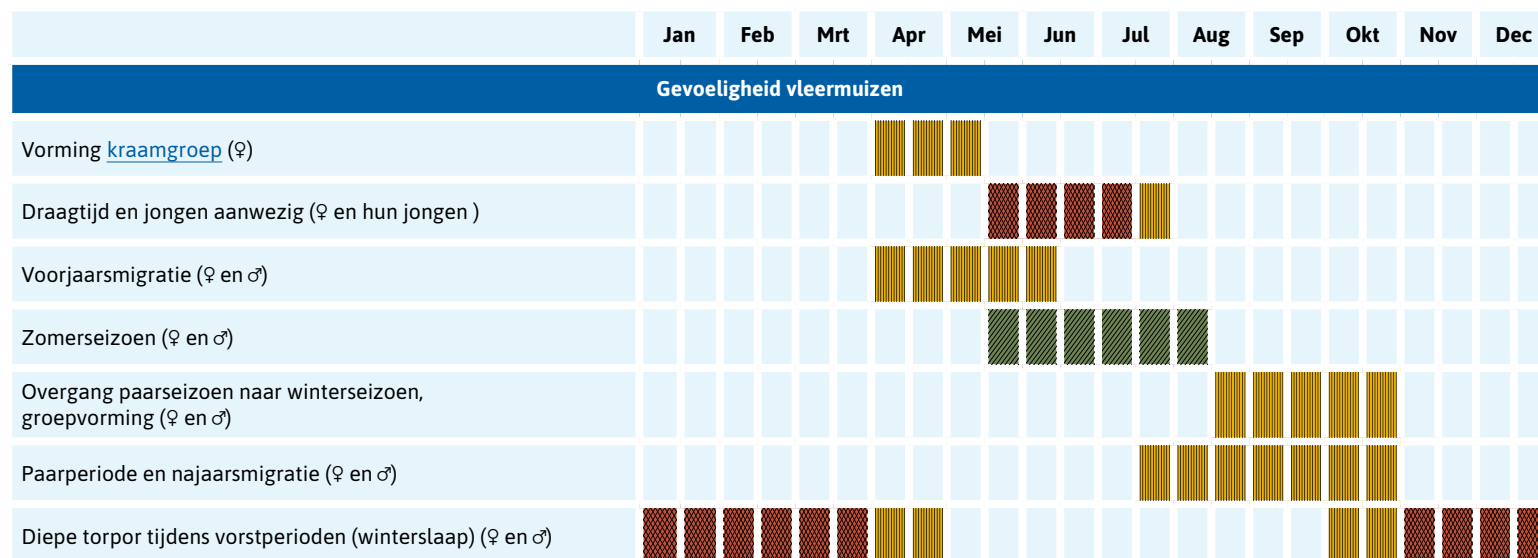 Jan Feb Mrt Apr Mei Jun Jul Aug Sep Okt Nov Dec
Gevoeligheid vleermuizen
Vorming kraamgroep (♀)
Draagtijd en jongen aanwezig (♀ en hun jongen )
Voorjaarsmigratie (♀ en ♂)
Zomerseizoen (♀ en ♂)
Overgang paarseizoen naar winterseizoen,
groepvorming (♀ en ♂)
Paarperiode en najaarsmigratie (♀ en ♂)
Diepe torpor tijdens vorstperioden (winterslaap) (♀ en ♂)